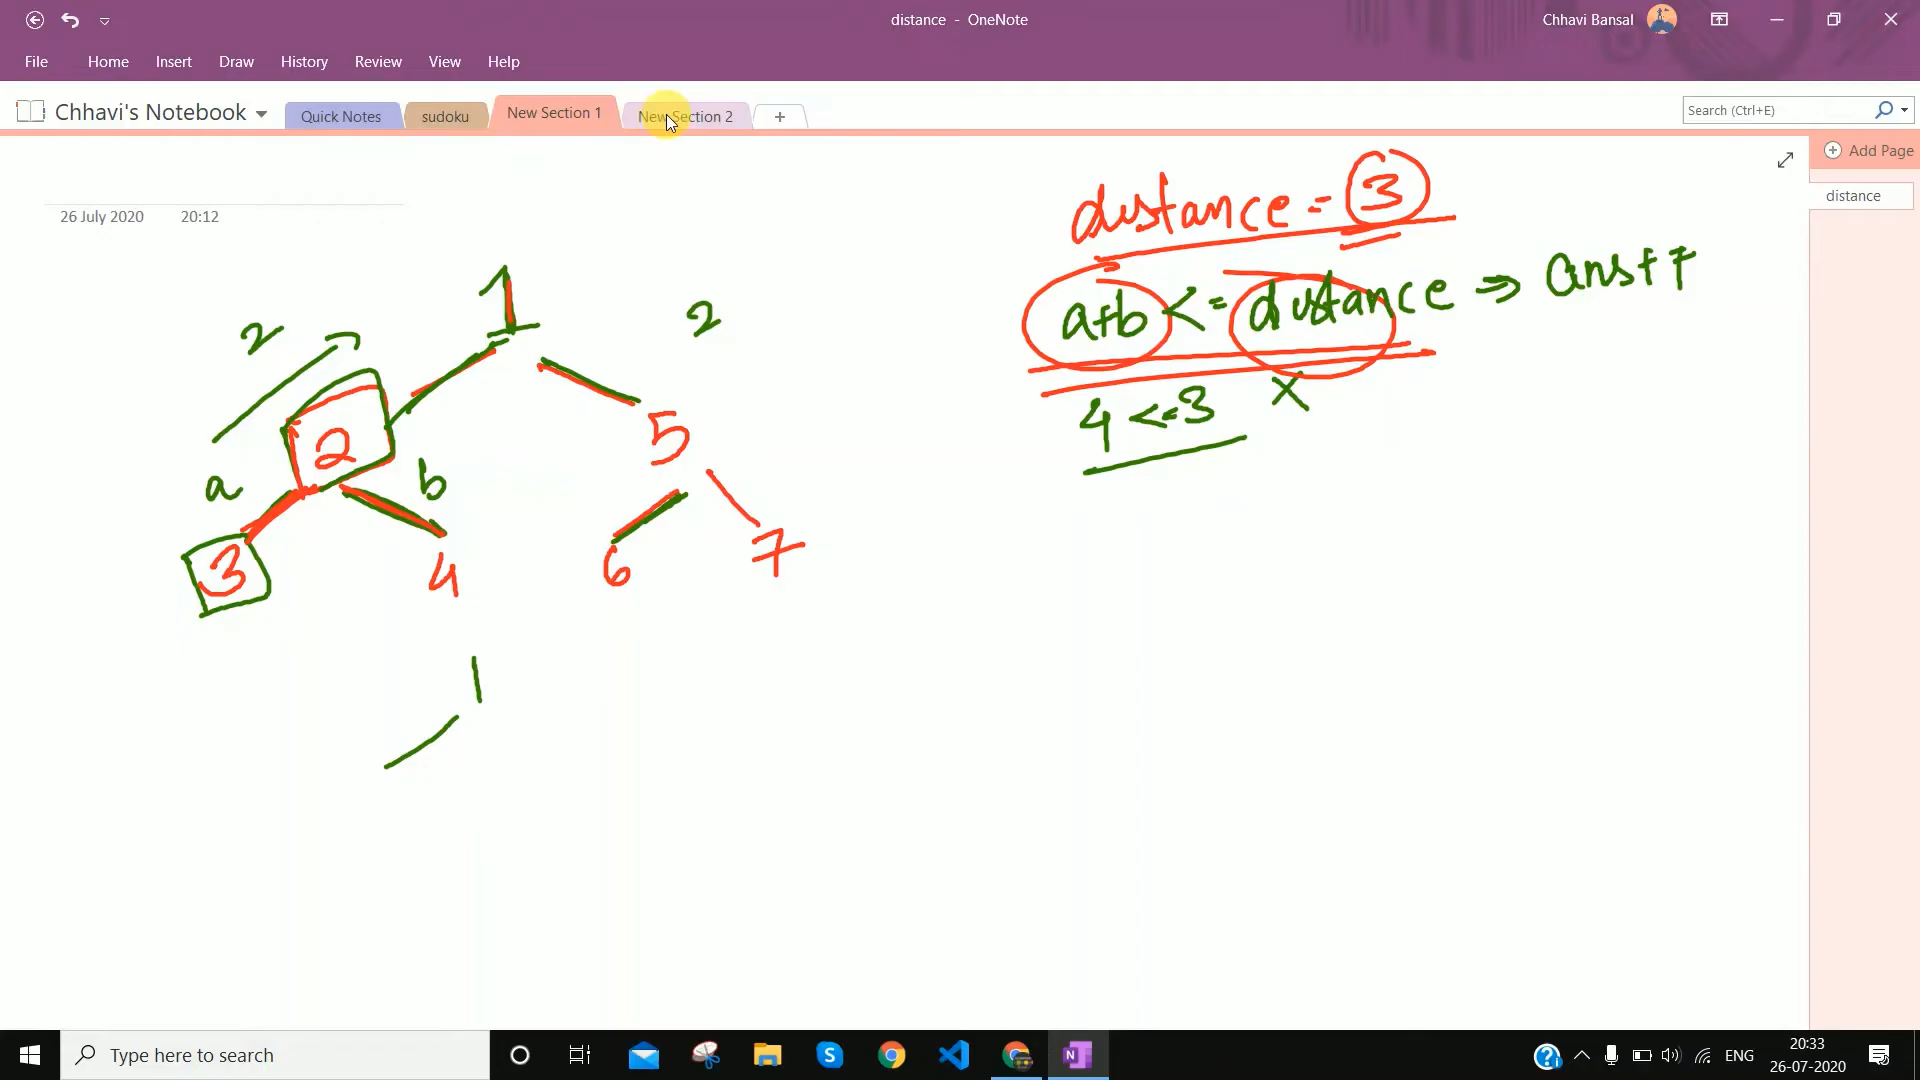 distance - OneNote
Chhavi Bansal
File Home Insert Draw History Review View Help
Chhavi's Notebook
Quick Notes
sudoku
New Section 1
New Section 2
+
Search (Ctrl+E)
Add Page
distance
26 July 2020 20:12
distance = 3
a+b <= distance => ans++
4 <= 3 X
1
2
2
2
5
a
b
3
4
6
7
1
Type here to search
ENG
20:33
26-07-2020